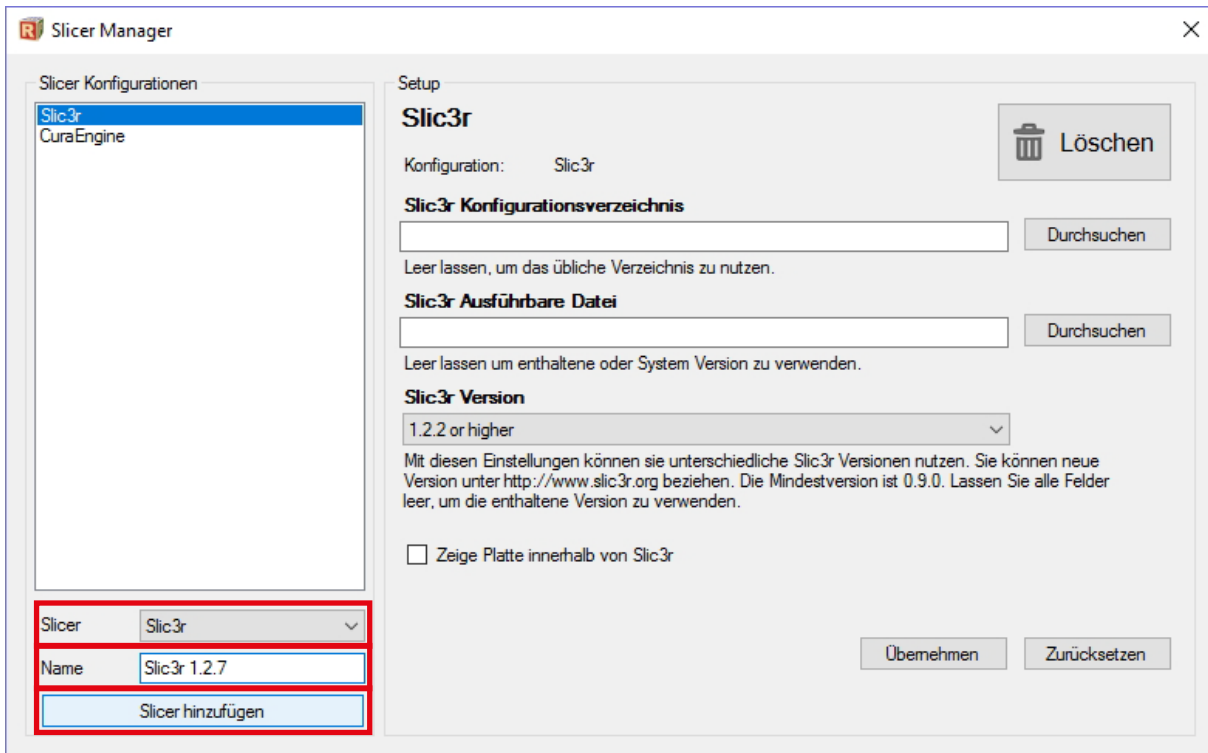 Slicer Manager
Slicer Konfigurationen
Slic3r
CuraEngine
Slicer Slic3r
Name Slic3r 1.2.7
Slicer hinzufügen
Setup
Slic3r
Löschen
Konfiguration: Slic3r
Slic3r Konfigurationsverzeichnis
Durchsuchen
Leer lassen, um das übliche Verzeichnis zu nutzen.
Slic3r Ausführbare Datei
Durchsuchen
Leer lassen um enthaltene oder System Version zu verwenden.
Slic3r Version
1.2.2 or higher
Mit diesen Einstellungen können sie unterschiedliche Slic3r Versionen nutzen. Sie können neue
Version unter http://www.slic3r.org beziehen. Die Mindestversion ist 0.9.0. Lassen Sie alle Felder
leer, um die enthaltene Version zu verwenden.
Zeige Platte innerhalb von Slic3r
Übernehmen Zurücksetzen